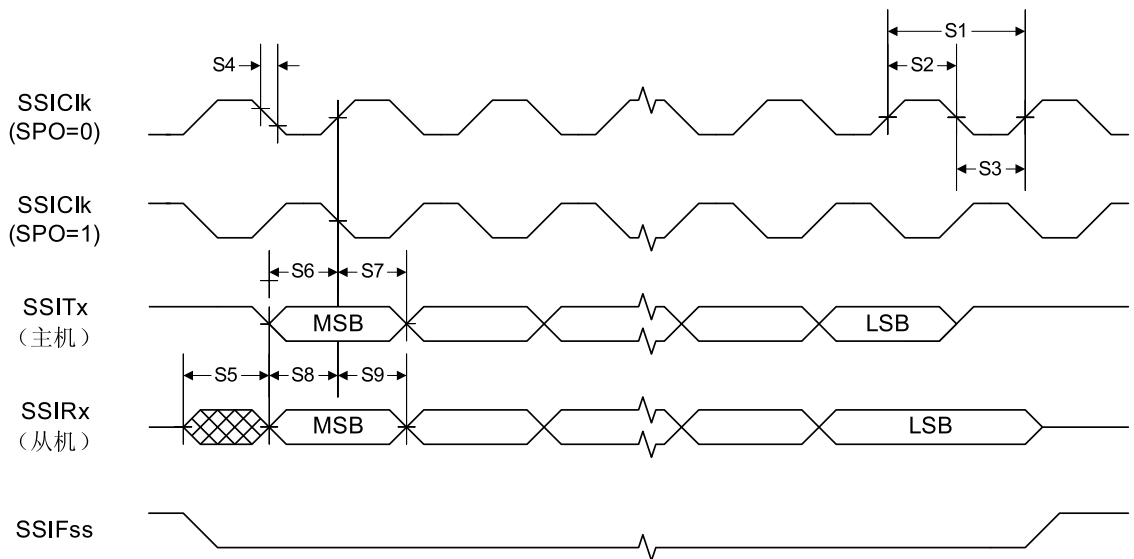 S1
S4
S2
SSIClk
(SPO=0)
S3
SSIClk
(SPO=1)
S6
S7
SSITx
（主机）
MSB
LSB
S5
S8
S9
SSIRx
（从机）
MSB
LSB
SSIFss